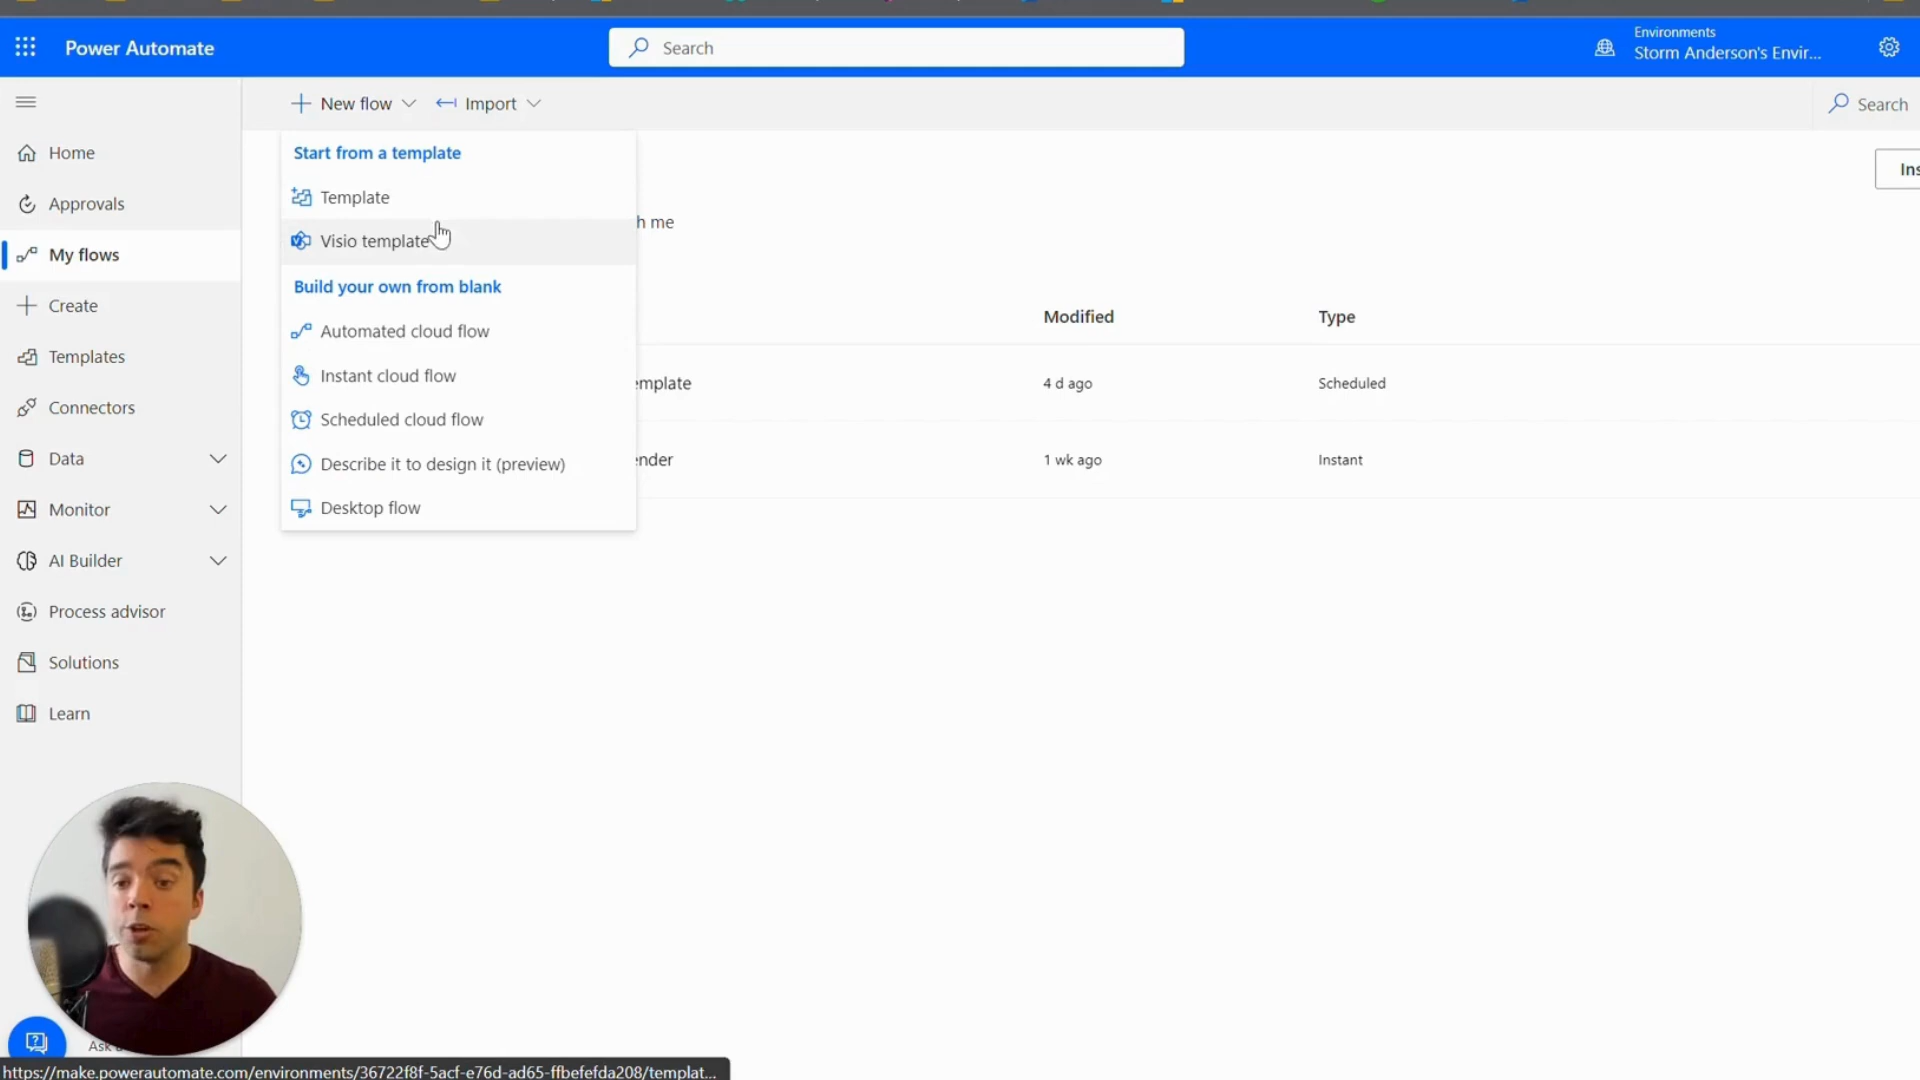 Power Automate
Search
Environments
Storm Anderson's Envir...
New flow
Import
Search
Home
Approvals
My flows
Create
Templates
Connectors
Data
Monitor
AI Builder
Process advisor
Solutions
Learn
Start from a template
Template
Visio template
Build your own from blank
Automated cloud flow
Instant cloud flow
Scheduled cloud flow
Describe it to design it (preview)
Desktop flow
Ins
h me
Modified
Type
emplate
4 d ago
Scheduled
ender
1 wk ago
Instant
Ask
https://make.powerautomate.com/environments/36722f8f-5acf-e76d-ad65-ffbefefda208/templat...